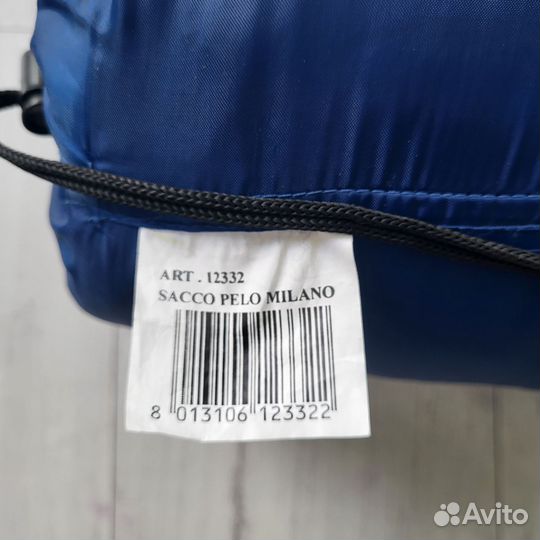 ART . 12332
SACCO PELO MILANO
8 013106 123322
Avito